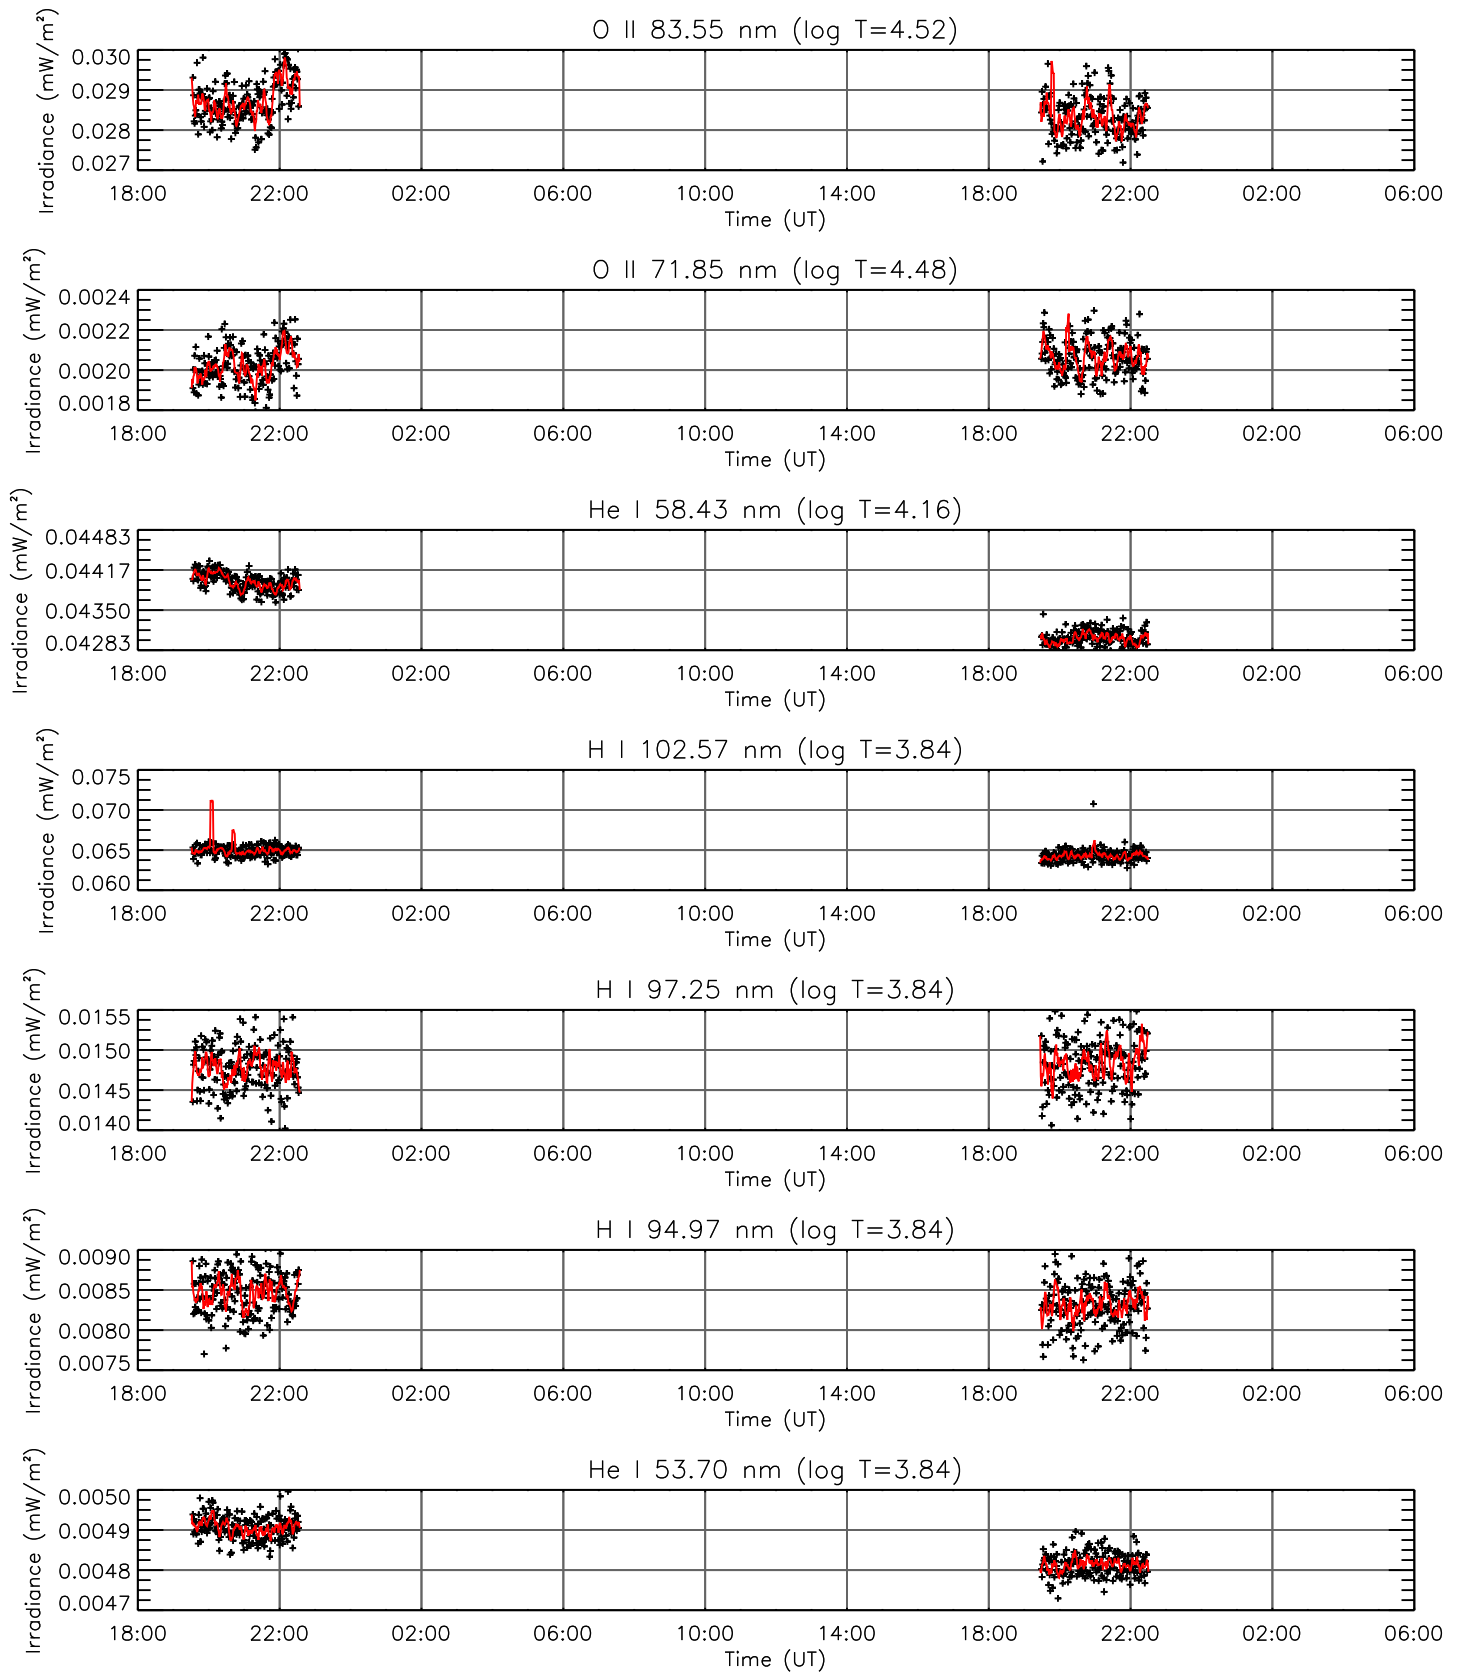 O II 83.55 nm (log T=4.52)
Irradiance (mW/m²)
0.030
0.029
0.028
0.027
18:00 22:00 02:00 06:00 10:00 14:00 18:00 22:00 02:00 06:00
Time (UT)
O II 71.85 nm (log T=4.48)
Irradiance (mW/m²)
0.0024
0.0022
0.0020
0.0018
18:00 22:00 02:00 06:00 10:00 14:00 18:00 22:00 02:00 06:00
Time (UT)
He I 58.43 nm (log T=4.16)
Irradiance (mW/m²)
0.04483
0.04417
0.04350
0.04283
18:00 22:00 02:00 06:00 10:00 14:00 18:00 22:00 02:00 06:00
Time (UT)
H I 102.57 nm (log T=3.84)
Irradiance (mW/m²)
0.075
0.070
0.065
0.060
18:00 22:00 02:00 06:00 10:00 14:00 18:00 22:00 02:00 06:00
Time (UT)
H I 97.25 nm (log T=3.84)
Irradiance (mW/m²)
0.0155
0.0150
0.0145
0.0140
18:00 22:00 02:00 06:00 10:00 14:00 18:00 22:00 02:00 06:00
Time (UT)
H I 94.97 nm (log T=3.84)
Irradiance (mW/m²)
0.0090
0.0085
0.0080
0.0075
18:00 22:00 02:00 06:00 10:00 14:00 18:00 22:00 02:00 06:00
Time (UT)
He I 53.70 nm (log T=3.84)
Irradiance (mW/m²)
0.0050
0.0049
0.0048
0.0047
18:00 22:00 02:00 06:00 10:00 14:00 18:00 22:00 02:00 06:00
Time (UT)